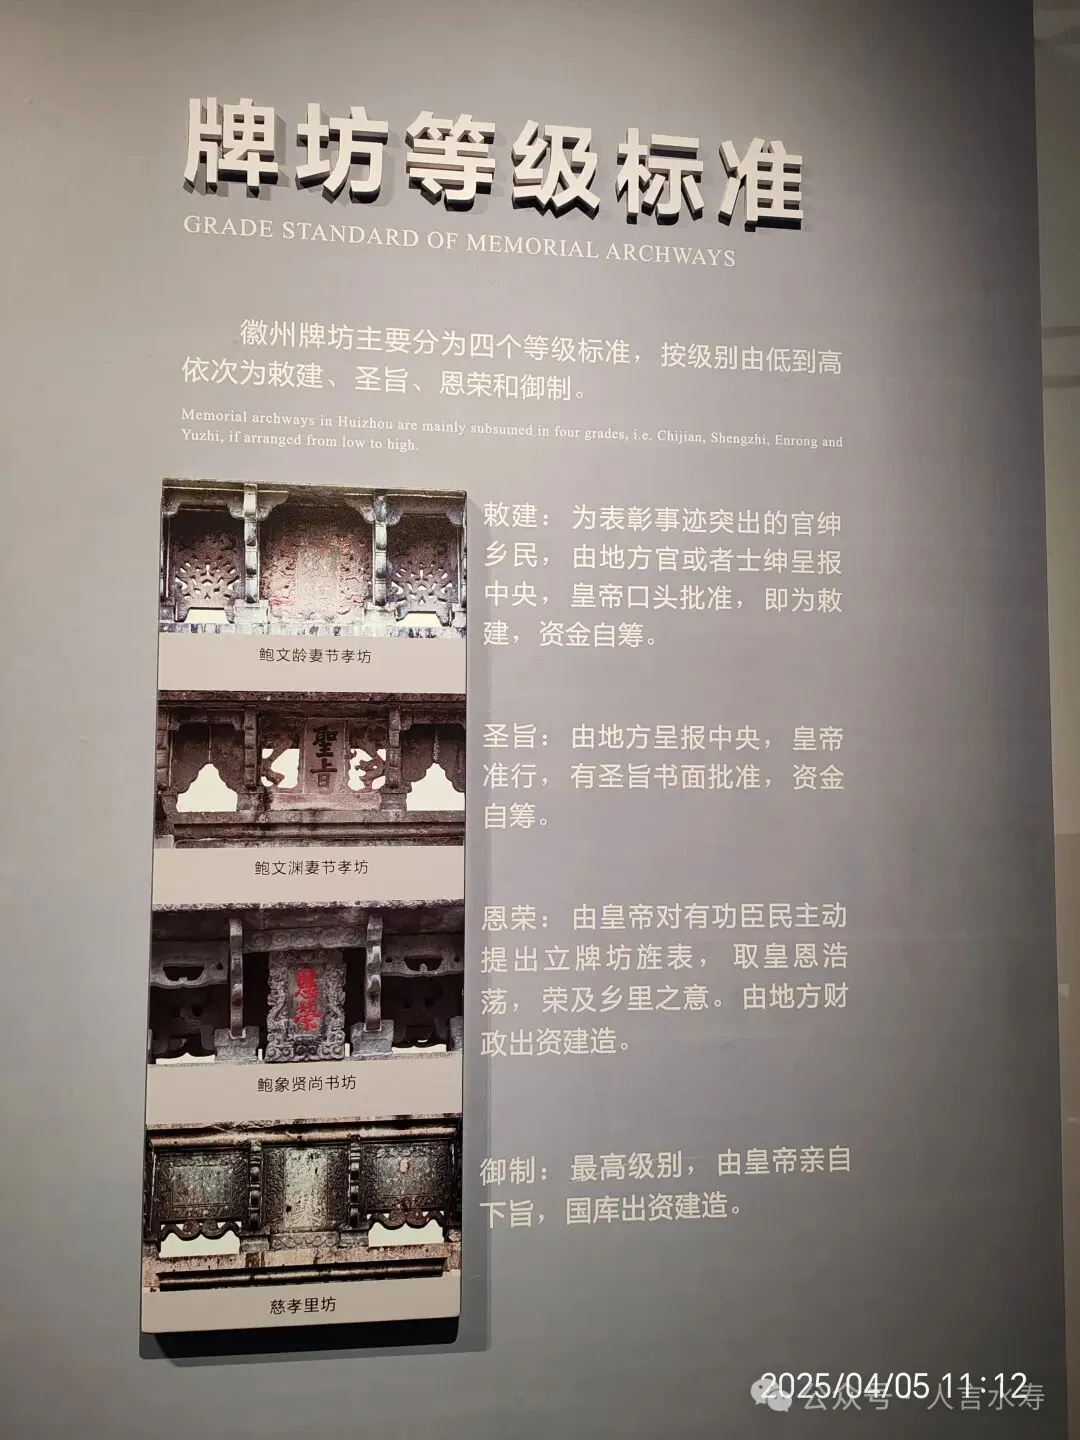 牌坊等级标准
GRADE STANDARD OF MEMORIAL ARCHWAYS
徽州牌坊主要分为四个等级标准，按级别由低到高
依次为敕建、圣旨、恩荣和御制。
Memorial archways in Huizhou are mainly subsumed in four grades, i.e. Chijian, Shengzhi, Enrong and
Yuzhi, if arranged from low to high.
敕建：为表彰事迹突出的官绅
乡民，由地方官或者士绅呈报
中央，皇帝口头批准，即为敕
建，资金自筹。
鲍文龄妻节孝坊
圣旨：由地方呈报中央，皇帝
准行，有圣旨书面批准，资金
自筹。
聖旨
鲍文渊妻节孝坊
恩荣：由皇帝对有功臣民主动
提出立牌坊旌表，取皇恩浩
荡，荣及乡里之意。由地方财
政出资建造。
恩榮
鲍象贤尚书坊
御制：最高级别，由皇帝亲自
下旨，国库出资建造。
慈孝里坊
2025/04/05 11:12
公众号·人言水寿